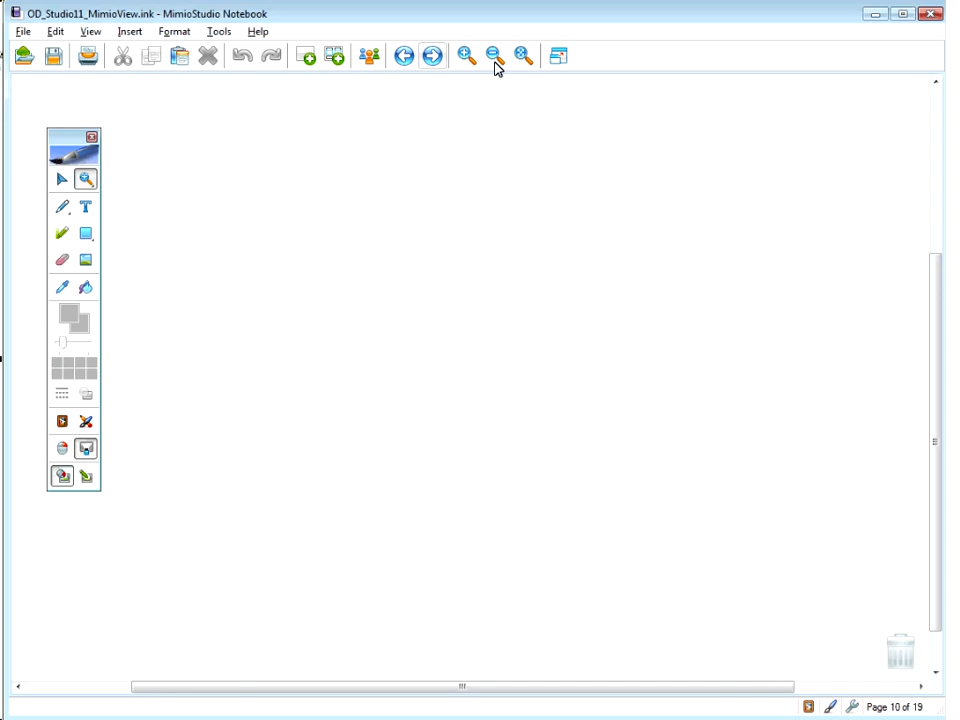 OD_Studio11_MimioView.ink - MimioStudio Notebook
File Edit View Insert Format Tools Help
T
Page 10 of 19